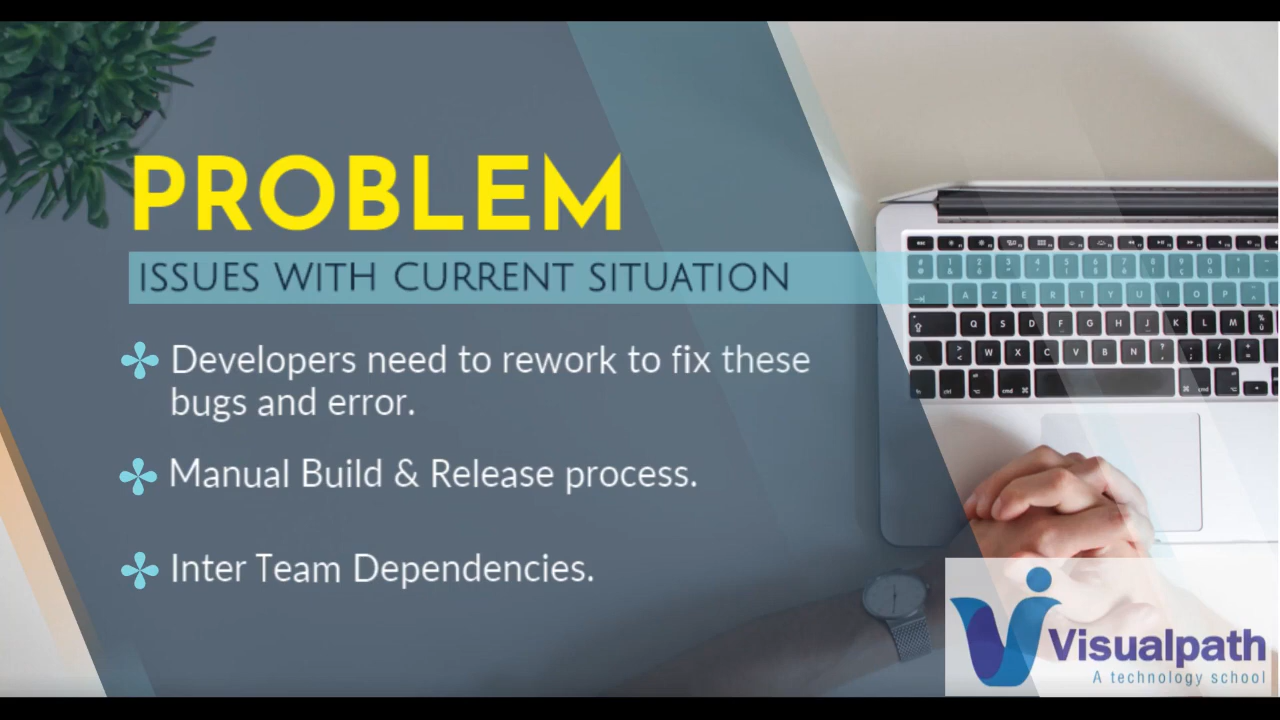 PROBLEM
ISSUES WITH CURRENT SITUATION
Developers need to rework to fix these
bugs and error.
Manual Build & Release process.
Inter Team Dependencies.
Visualpath
A technology school